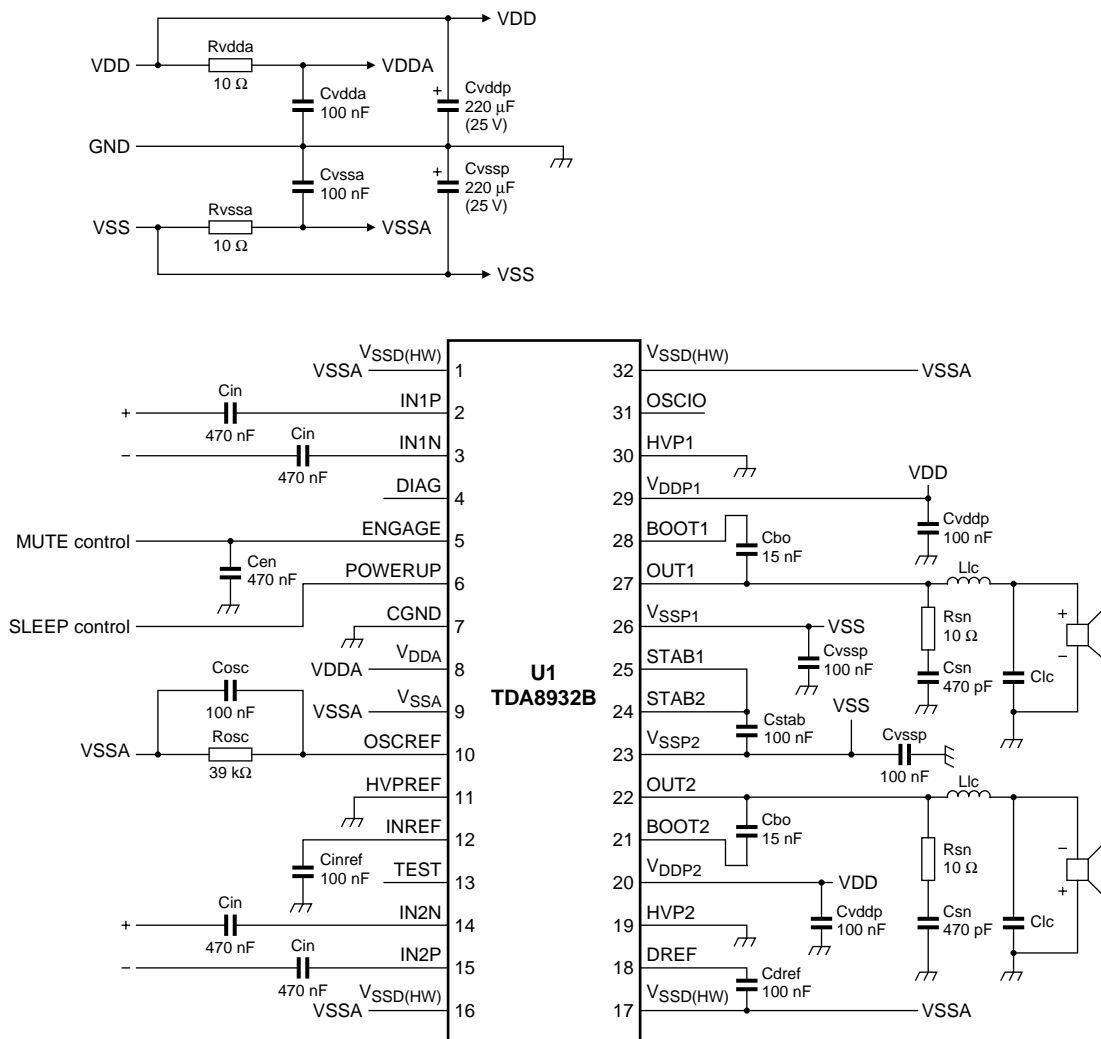 VDD
Rvdda
VDD
VDDA
10 Ω
Cvdda
100 nF
+
Cvddp
220 μF
(25 V)
GND
Cvssa
100 nF
+
Cvssp
220 μF
(25 V)
Rvssa
VSS
VSSA
10 Ω
VSS
VSSD(HW)
VSSA
1
Cin
+
IN1P
2
470 nF
Cin
−
IN1N
3
470 nF
DIAG
4
MUTE control
ENGAGE
5
Cen
470 nF
POWERUP
6
SLEEP control
CGND
7
VDDA
VDDA
8
Cosc
100 nF
VSSA
VSSA
9
VSSA
Rosc
39 kΩ
OSCREF
10
HVPREF
11
INREF
12
Cinref
100 nF
TEST
13
Cin
+
IN2N
14
470 nF
Cin
−
IN2P
15
470 nF
VSSD(HW)
VSSA
16
U1
TDA8932B
VSSD(HW)
32
VSSA
OSCIO
31
HVP1
30
VDD
VDDP1
29
Cvddp
100 nF
BOOT1
28
Cbo
15 nF
OUT1
27
Llc
Rsn
10 Ω
Csn
470 pF
Clc
+
−
VSSP1
26
VSS
Cvssp
100 nF
STAB1
25
STAB2
24
Cstab
100 nF
VSS
VSSP2
23
Cvssp
100 nF
OUT2
22
Llc
BOOT2
21
Cbo
15 nF
Rsn
10 Ω
Csn
470 pF
Clc
−
+
VDDP2
20
VDD
Cvddp
100 nF
HVP2
19
DREF
18
Cdref
100 nF
VSSD(HW)
17
VSSA